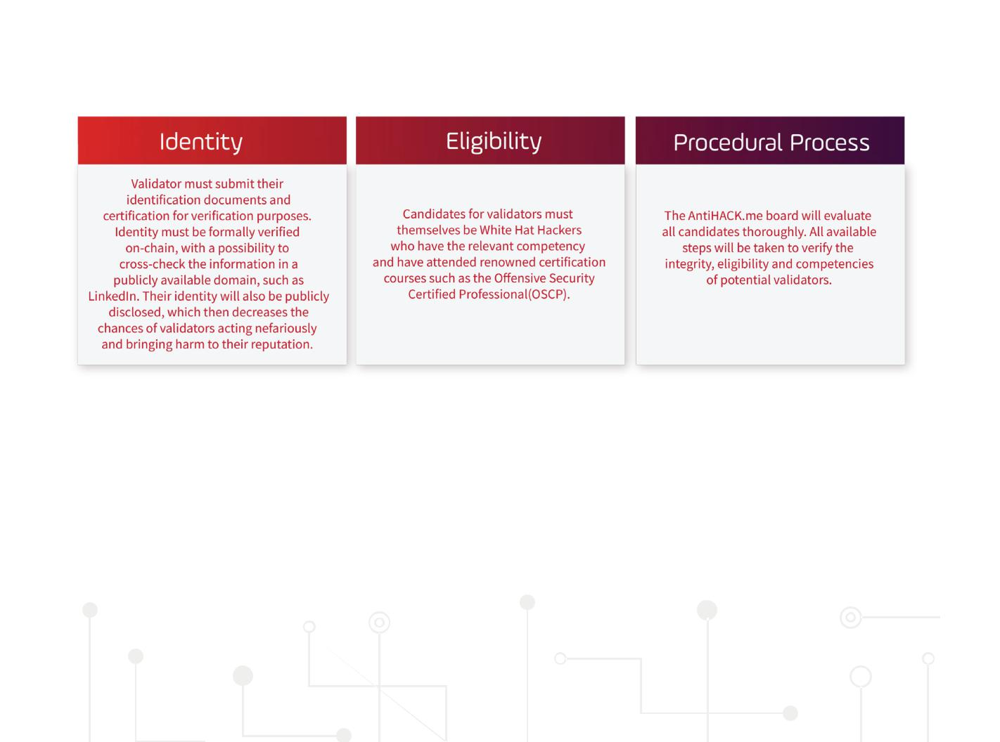 Identity
Validator must submit their
identification documents and
certification for verification purposes.
Identity must be formally verified
on-chain, with a possibility to
cross-check the information in a
publicly available domain, such as
LinkedIn. Their identity will also be publicly
disclosed, which then decreases the
chances of validators acting nefariously
and bringing harm to their reputation.
Eligibility
Candidates for validators must
themselves be White Hat Hackers
who have the relevant competency
and have attended renowned certification
courses such as the Offensive Security
Certified Professional(OSCP).
Procedural Process
The AntiHACK.me board will evaluate
all candidates thoroughly. All available
steps will be taken to verify the
integrity, eligibility and competencies
of potential validators.